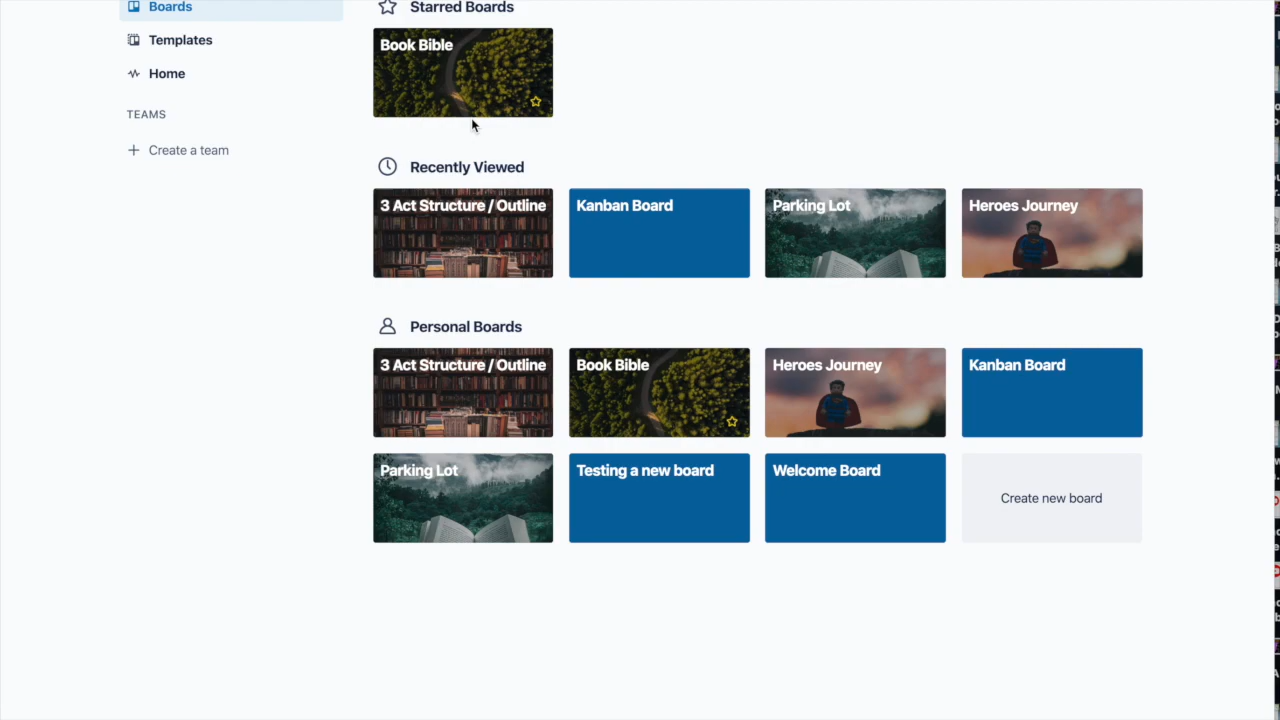 Boards
Templates
Home
TEAMS
Create a team
Starred Boards
Book Bible
Recently Viewed
3 Act Structure / Outline
Kanban Board
Parking Lot
Heroes Journey
Personal Boards
3 Act Structure / Outline
Book Bible
Heroes Journey
Kanban Board
Parking Lot
Testing a new board
Welcome Board
Create new board